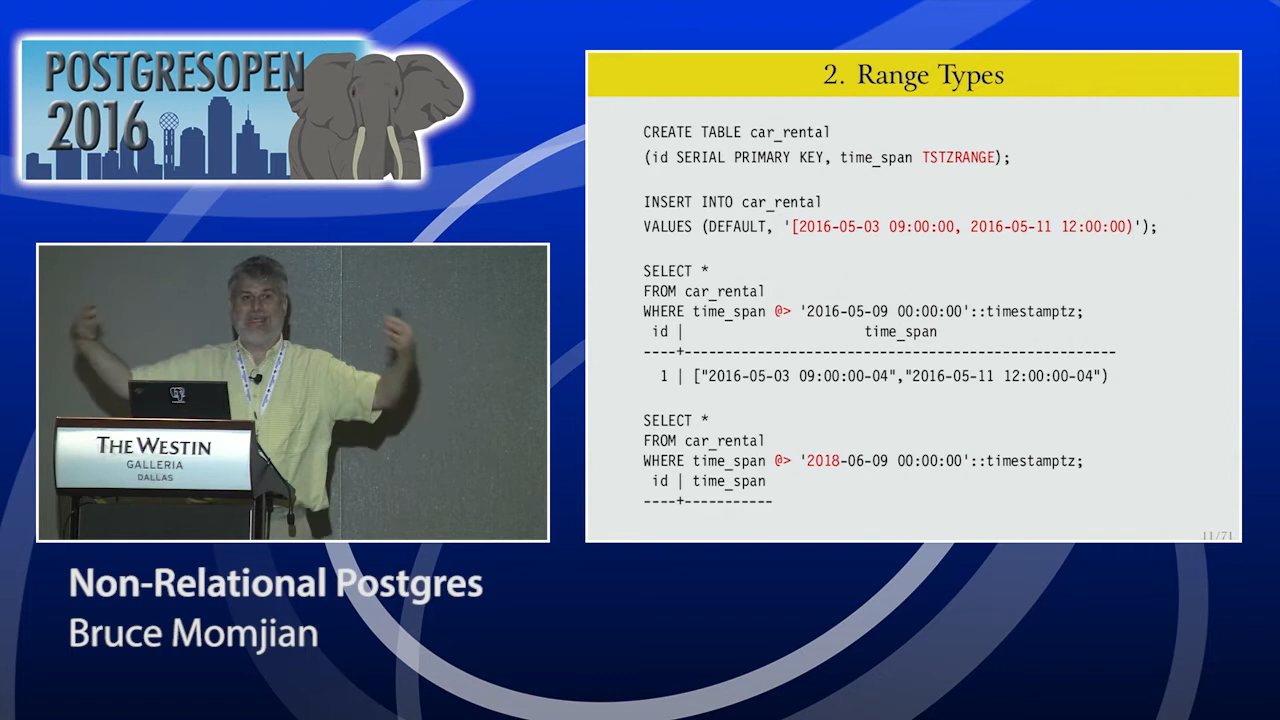 POSTGRESOPEN
2016
2. Range Types
CREATE TABLE car_rental
(id SERIAL PRIMARY KEY, time_span TSTZRANGE);
INSERT INTO car_rental
VALUES (DEFAULT, '[2016-05-03 09:00:00, 2016-05-11 12:00:00)');
SELECT *
FROM car_rental
WHERE time_span @> '2016-05-09 00:00:00'::timestamptz;
id | time_span
----+----------------------------------------------------
1 | ["2016-05-03 09:00:00-04","2016-05-11 12:00:00-04")
SELECT *
FROM car_rental
WHERE time_span @> '2018-06-09 00:00:00'::timestamptz;
id | time_span
----+-----------
11/71
THE WESTIN
GALLERIA
DALLAS
Non-Relational Postgres
Bruce Momjian